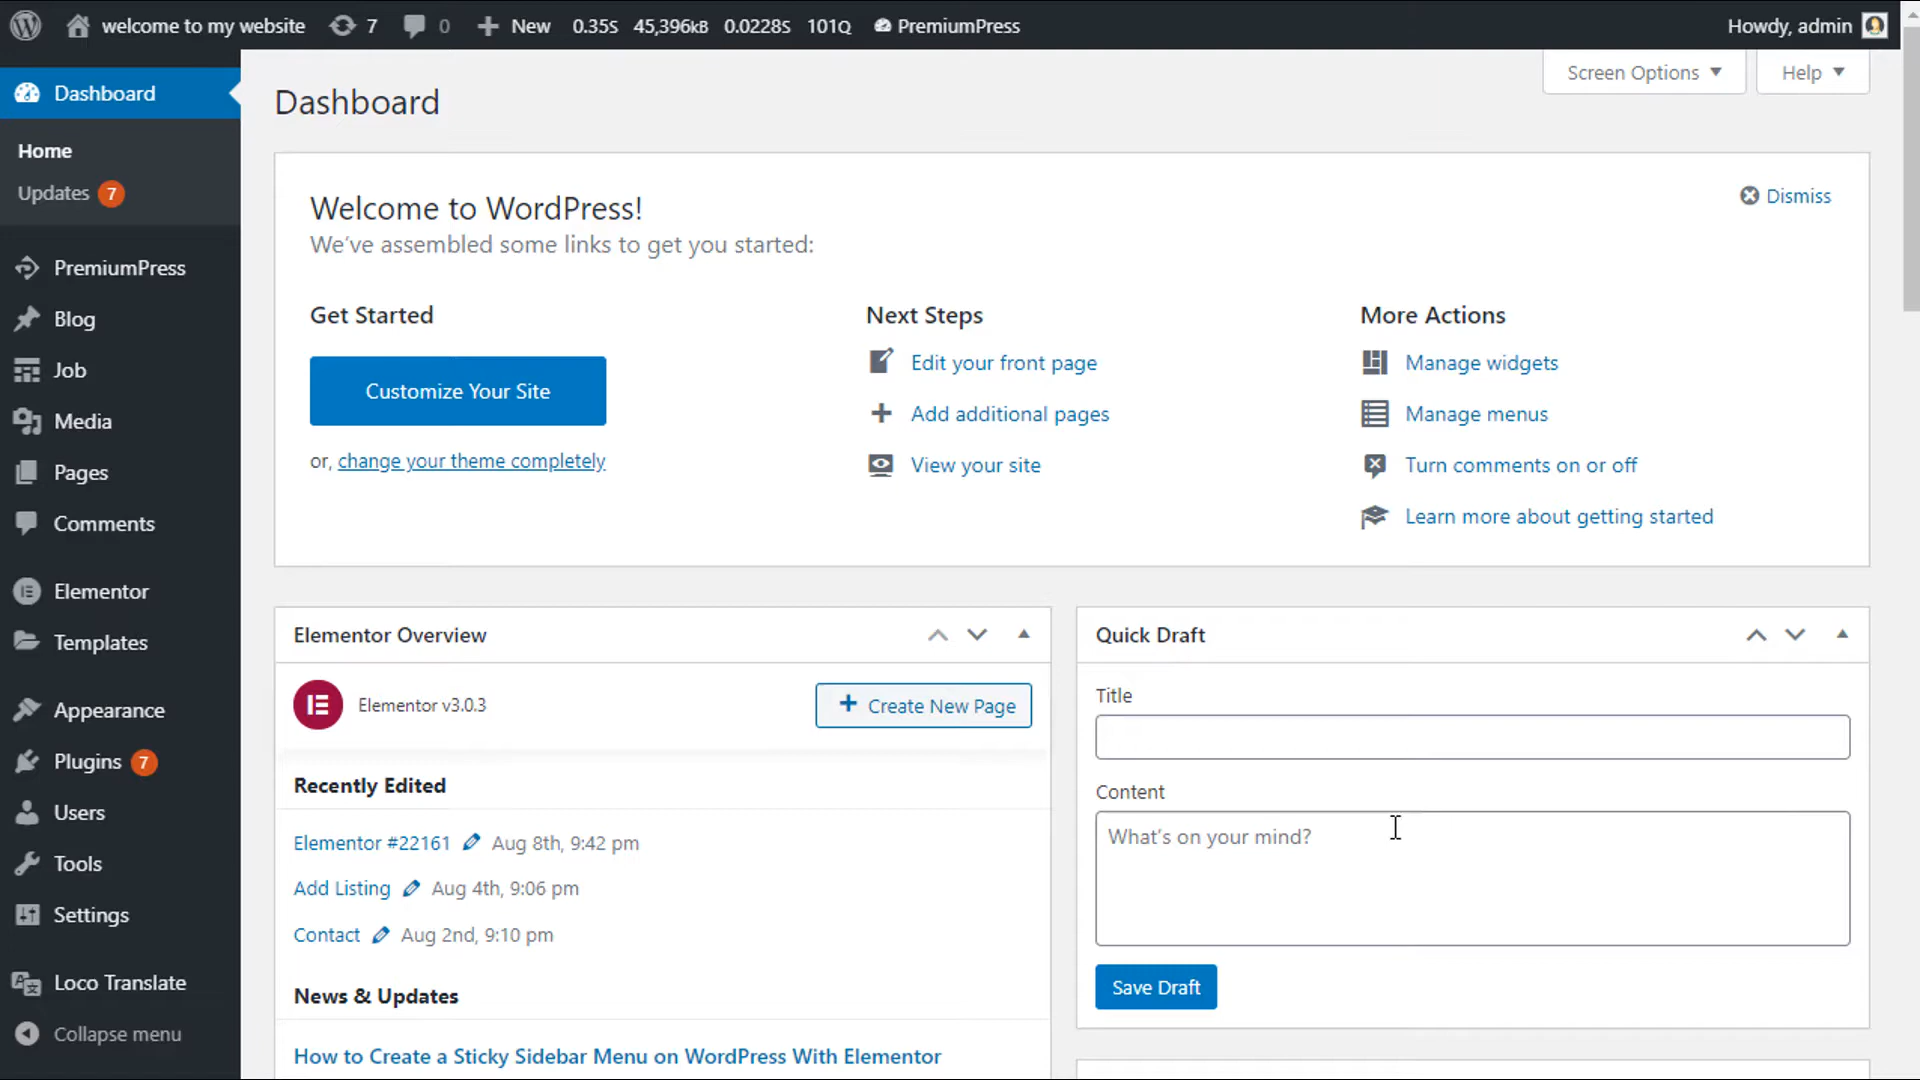 welcome to my website 7 0 New 0.35S 45,396kB 0.0228S 101Q PremiumPress Howdy, admin
Screen Options Help
Dashboard
Home
Updates 7
PremiumPress
Blog
Job
Media
Pages
Comments
Elementor
Templates
Appearance
Plugins 7
Users
Tools
Settings
Loco Translate
Collapse menu
Dashboard
Welcome to WordPress!
We've assembled some links to get you started:
Dismiss
Get Started
Customize Your Site
or, change your theme completely
Next Steps
Edit your front page
Add additional pages
View your site
More Actions
Manage widgets
Manage menus
Turn comments on or off
Learn more about getting started
Elementor Overview
Elementor v3.0.3
Create New Page
Recently Edited
Elementor #22161 Aug 8th, 9:42 pm
Add Listing Aug 4th, 9:06 pm
Contact Aug 2nd, 9:10 pm
News & Updates
How to Create a Sticky Sidebar Menu on WordPress With Elementor
Quick Draft
Title
Content
What's on your mind?
Save Draft